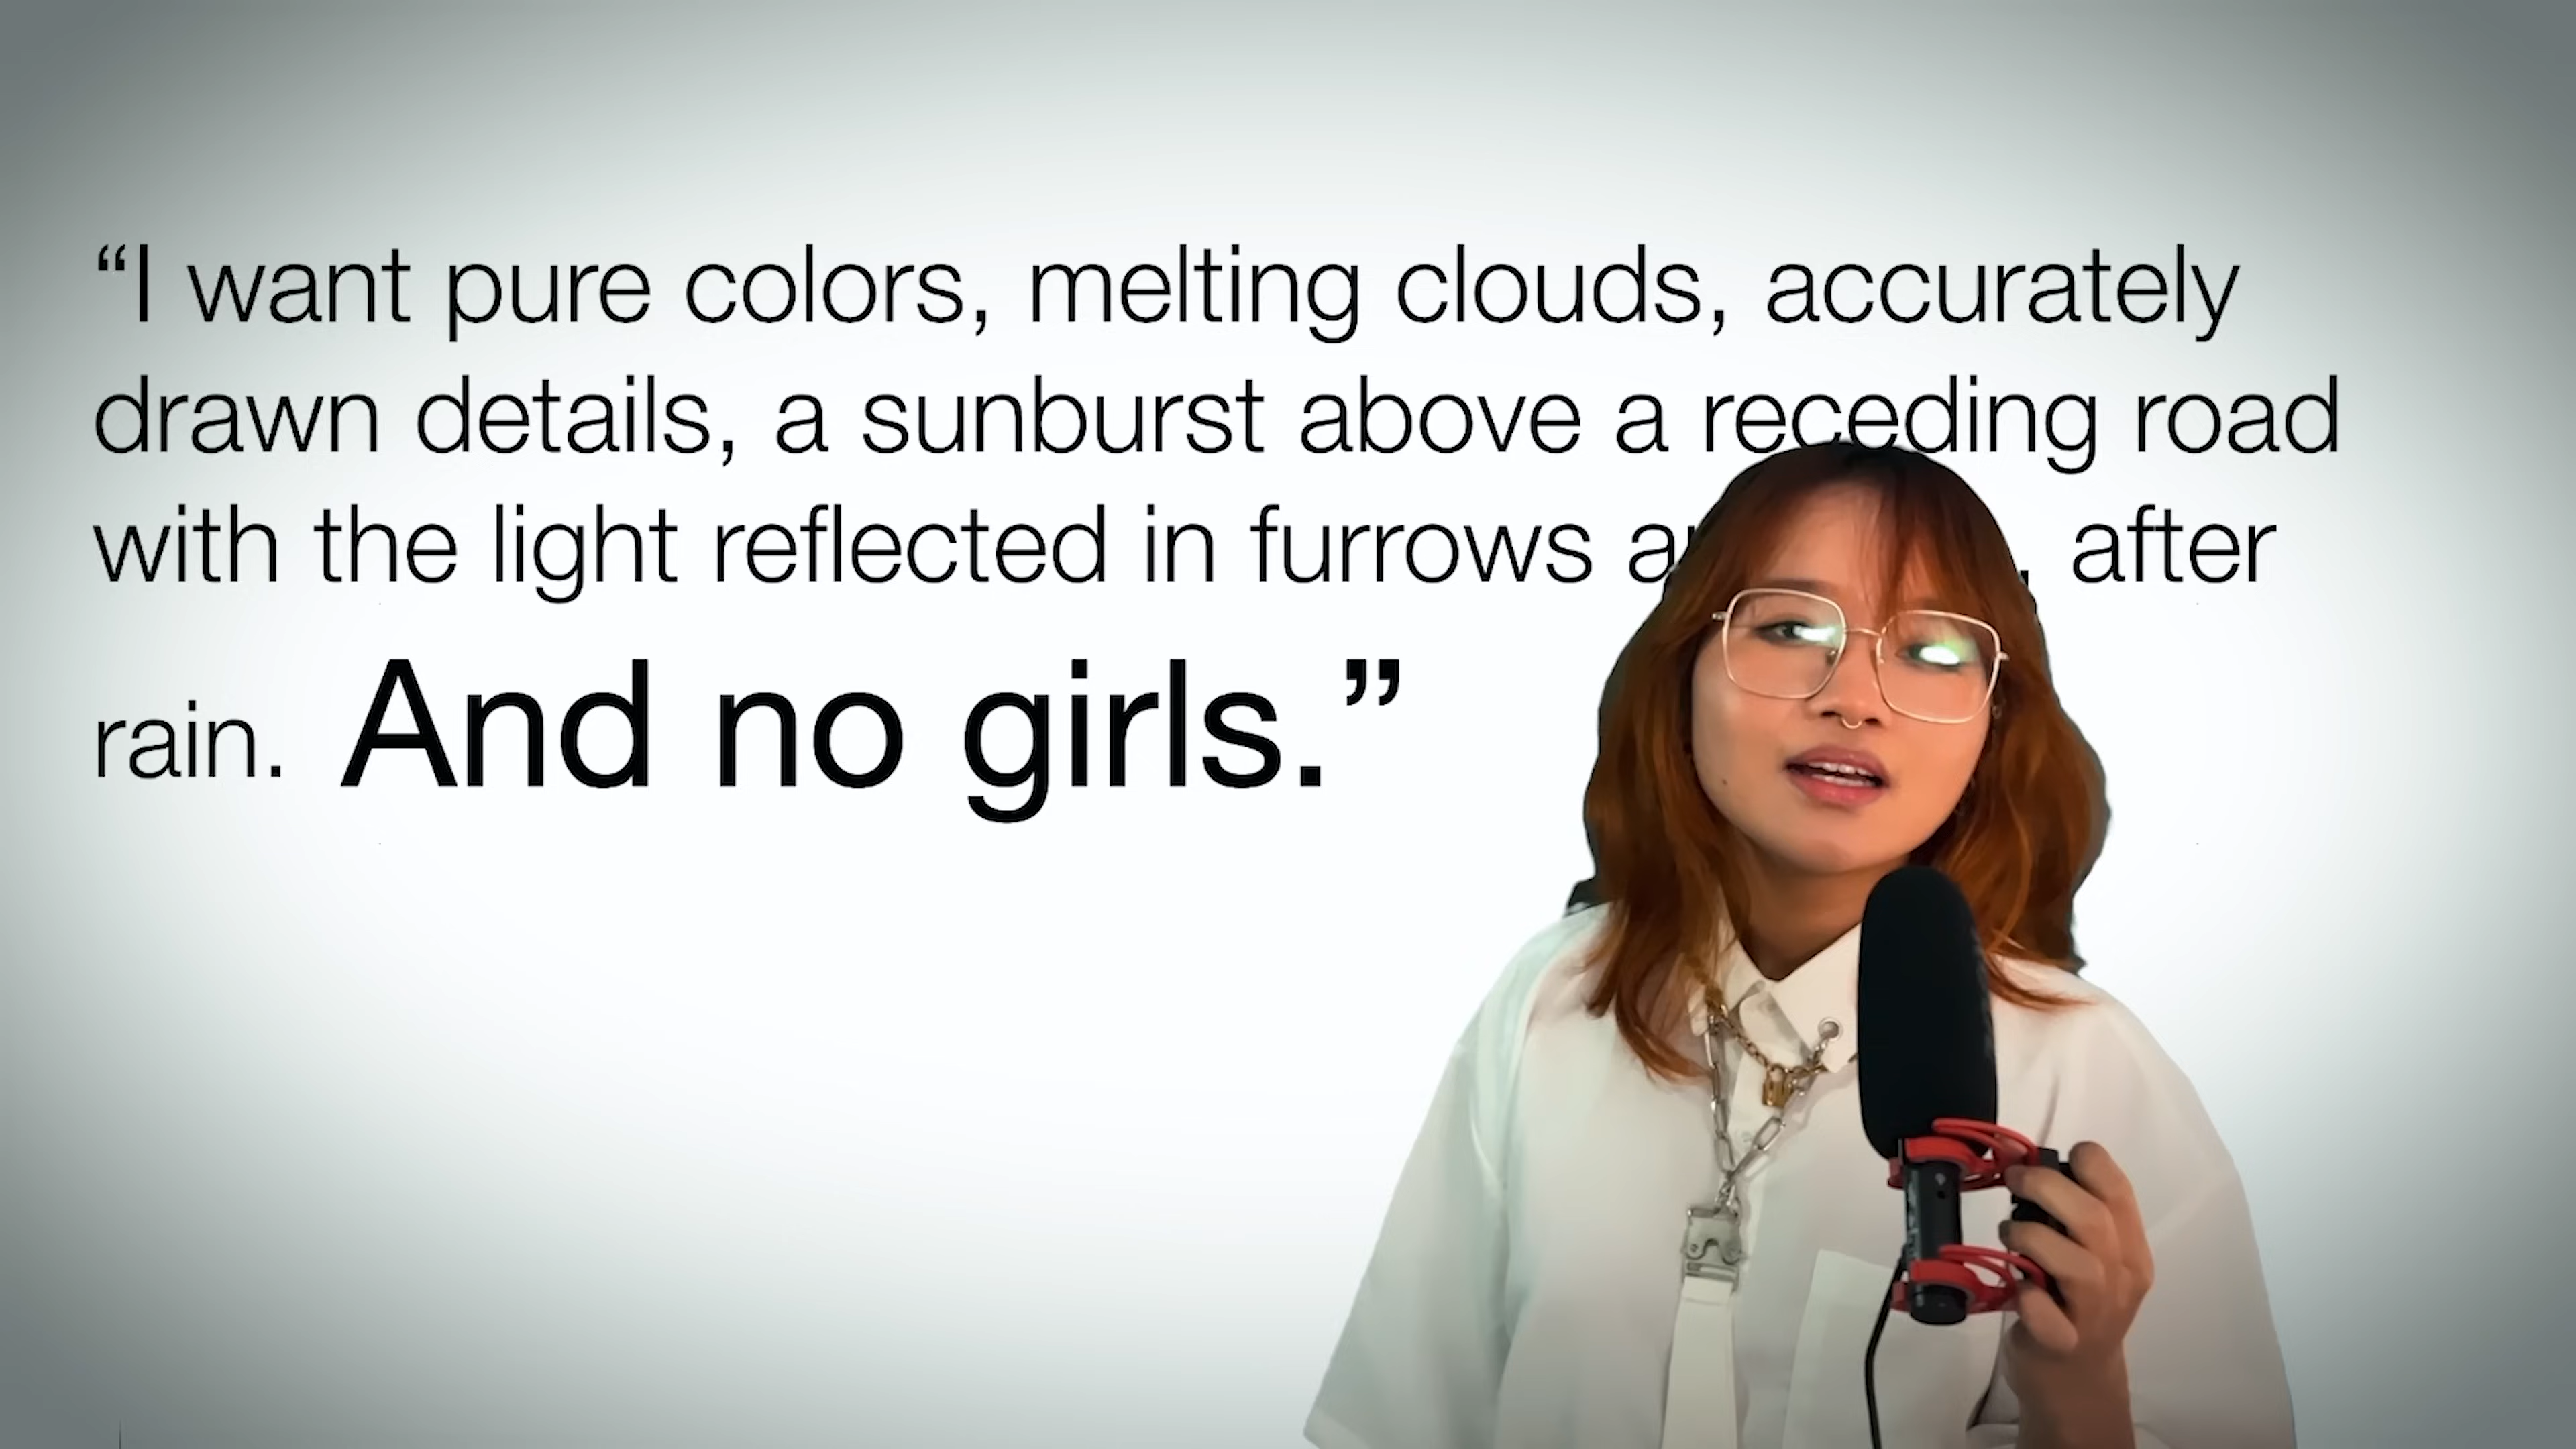 “I want pure colors, melting clouds, accurately
drawn details, a sunburst above a receding road
with the light reflected in furrows , after
rain. And no girls.”